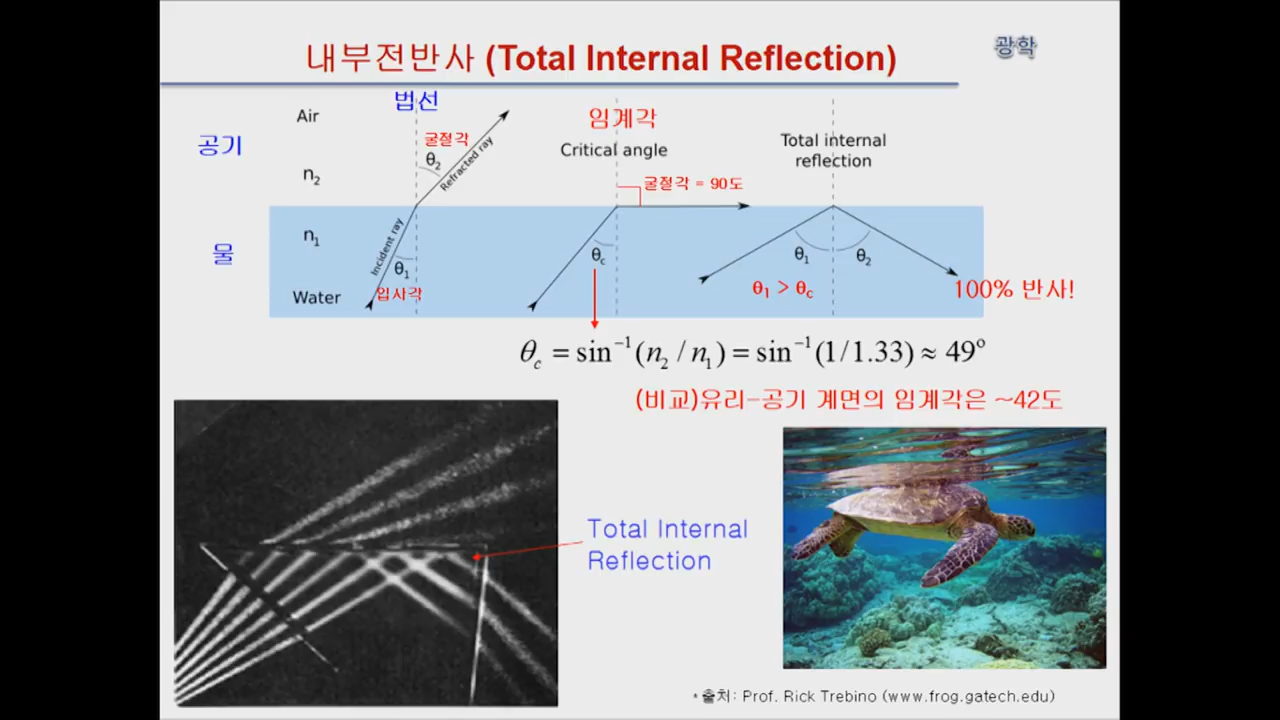 내부전반사 (Total Internal Reflection)
광학
법선
Air
공기
굴절각
θ2
Refracted ray
n2
임계각
Critical angle
굴절각 = 90도
Total internal
reflection
물
n1
Incident ray
θ1
입사각
Water
θc
θ1
θ2
θ1 > θc
100% 반사!
θc = sin⁻¹(n2 / n1) = sin⁻¹(1/1.33) ≈ 49°
(비교)유리-공기 계면의 임계각은 ~42도
Total Internal
Reflection
*출처: Prof. Rick Trebino (www.frog.gatech.edu)